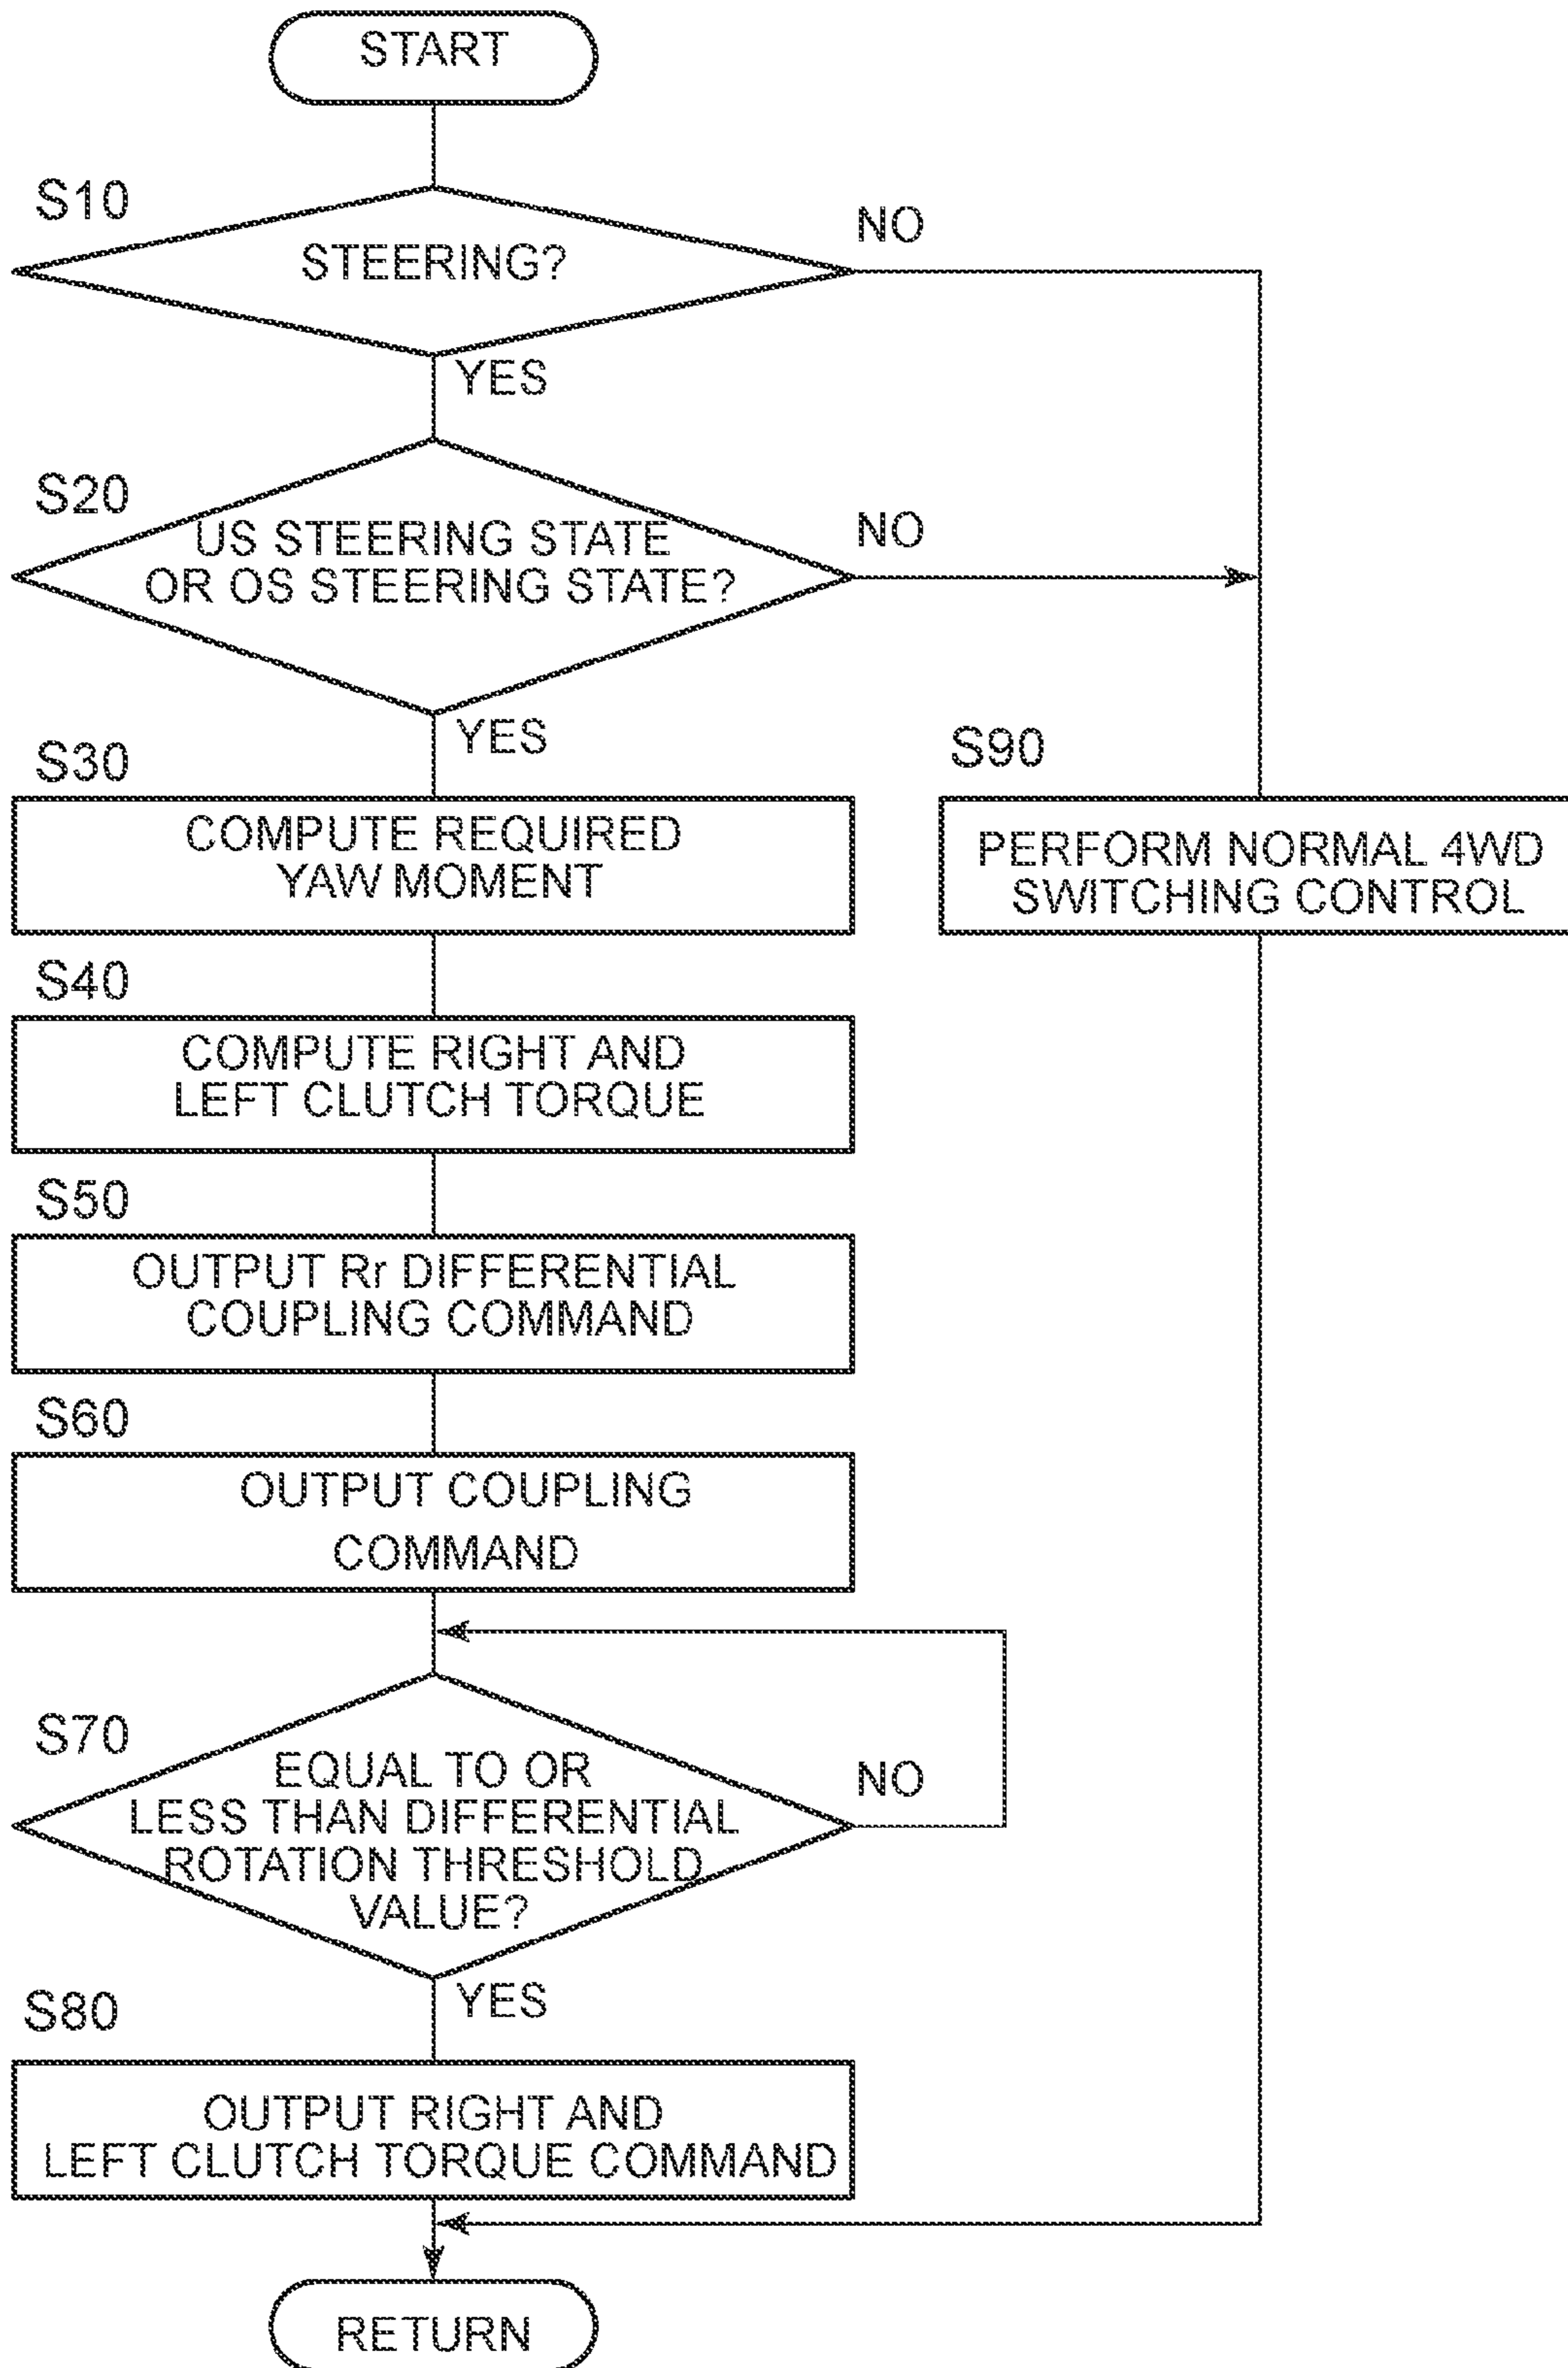 START
S10
STEERING?
NO
YES
S20
US STEERING STATE
OR OS STEERING STATE?
NO
YES
S30
COMPUTE REQUIRED
YAW MOMENT
S90
PERFORM NORMAL 4WD
SWITCHING CONTROL
S40
COMPUTE RIGHT AND
LEFT CLUTCH TORQUE
S50
OUTPUT Rr DIFFERENTIAL
COUPLING COMMAND
S60
OUTPUT COUPLING
COMMAND
S70
EQUAL TO OR
LESS THAN DIFFERENTIAL
ROTATION THRESHOLD
VALUE?
NO
YES
S80
OUTPUT RIGHT AND
LEFT CLUTCH TORQUE COMMAND
RETURN